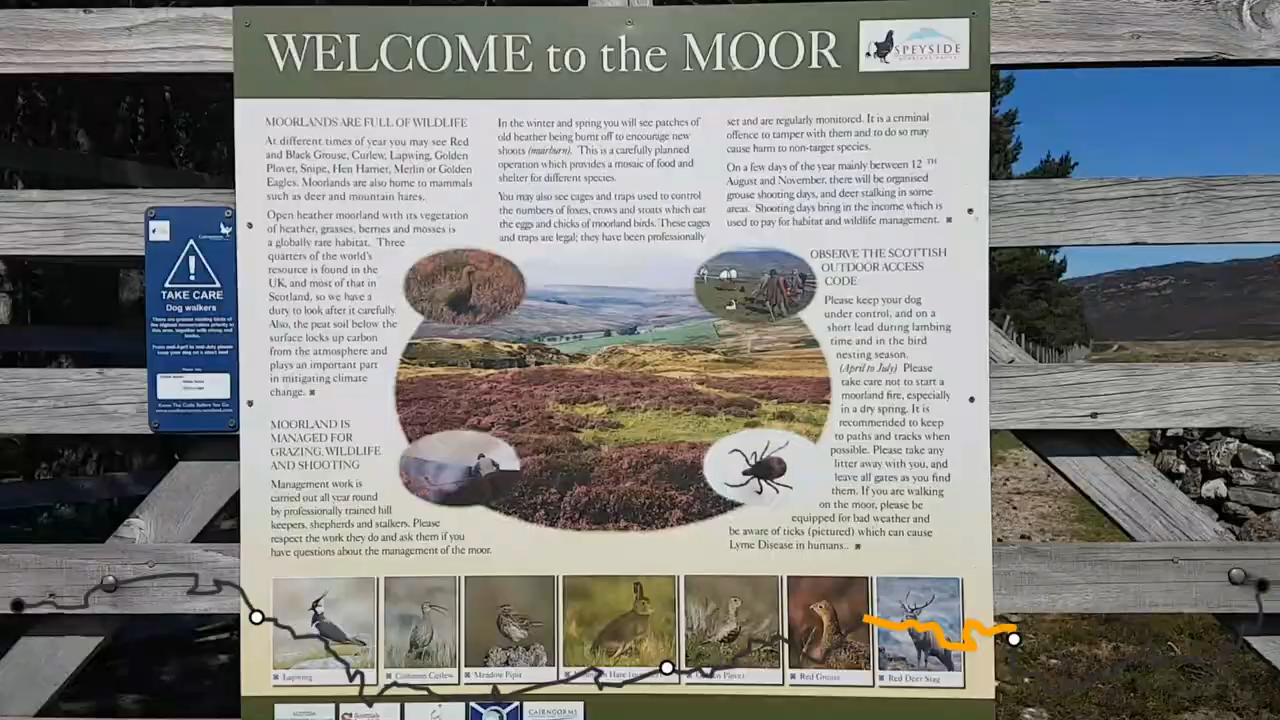 WELCOME to the MOOR
SPEYSIDE
MOORLANDS ARE FULL OF WILDLIFE
At different times of year you may see Red
and Black Grouse, Curlew, Lapwing, Golden
Plover, Snipe, Hen Harrier, Merlin or Golden
Eagles. Moorlands are also home to mammals
such as deer and mountain hares.
Open heather moorland with its vegetation
of heather, grasses, berries and mosses is
a globally rare habitat. Three
quarters of the world's
resource is found in the
UK, and most of that in
Scotland, so we have a
duty to look after it carefully.
Also, the peat soil below the
surface locks up carbon
from the atmosphere and
plays an important part
in mitigating climate
change.
MOORLAND IS
MANAGED FOR
GRAZING, WILDLIFE
AND SHOOTING
Management work is
carried out all year round
by professionally trained hill
keepers, shepherds and stalkers. Please
respect the work they do and ask them if you
have questions about the management of the moor.
In the winter and spring you will see patches of
old heather being burnt off to encourage new
shoots (muirburn). This is a carefully planned
operation which provides a mosaic of food and
shelter for different species.
You may also see cages and traps used to control
the numbers of foxes, crows and stoats which eat
the eggs and chicks of moorland birds. These cages
and traps are legal; they have been professionally
set and are regularly monitored. It is a criminal
offence to tamper with them and to do so may
cause harm to non-target species.
On a few days of the year mainly between 12 TH
August and November, there will be organised
grouse shooting days, and deer stalking in some
areas. Shooting days bring in the income which is
used to pay for habitat and wildlife management.
OBSERVE THE SCOTTISH
OUTDOOR ACCESS
CODE
Please keep your dog
under control, and on a
short lead during lambing
time and in the bird
nesting season.
(April to July) Please
take care not to start a
moorland fire, especially
in a dry spring. It is
recommended to keep
to paths and tracks when
possible. Please take any
litter away with you, and
leave all gates as you find
them. If you are walking
on the moor, please be
equipped for bad weather and
be aware of ticks (pictured) which can cause
Lyme Disease in humans..
Lapwing
Common Curlew
Meadow Pipit
Hare
Plover
Red Grouse
Red Deer Stag
CAIRNGORMS
TAKE CARE
Dog walkers